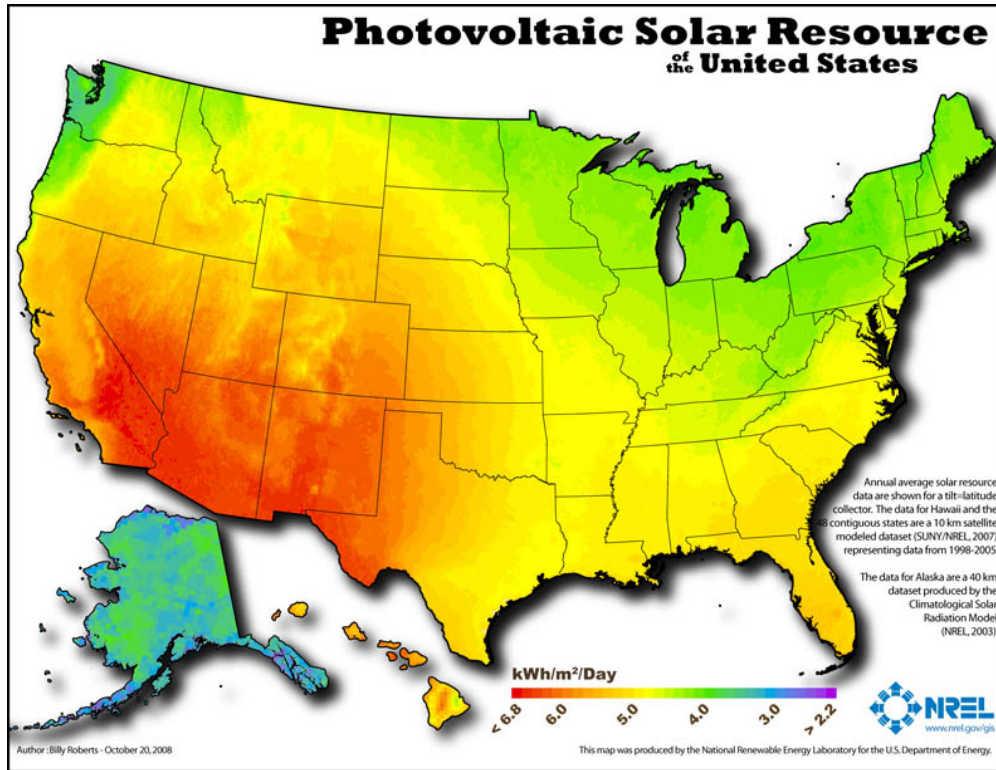 Photovoltaic Solar Resource
of the United States
Annual average solar resource
data are shown for a tilt=latitude
collector. The data for Hawaii and the
48 contiguous states are a 10 km satellite
modeled dataset (SUNY/NREL, 2007)
representing data from 1998-2005.
The data for Alaska are a 40 km
dataset produced by the
Climatological Solar
Radiation Model
(NREL, 2003).
kWh/m²/Day
< 6.8 6.0 5.0 4.0 3.0 > 2.2
NREL
www.nrel.gov/gis
Author : Billy Roberts - October 20, 2008
This map was produced by the National Renewable Energy Laboratory for the U.S. Department of Energy.